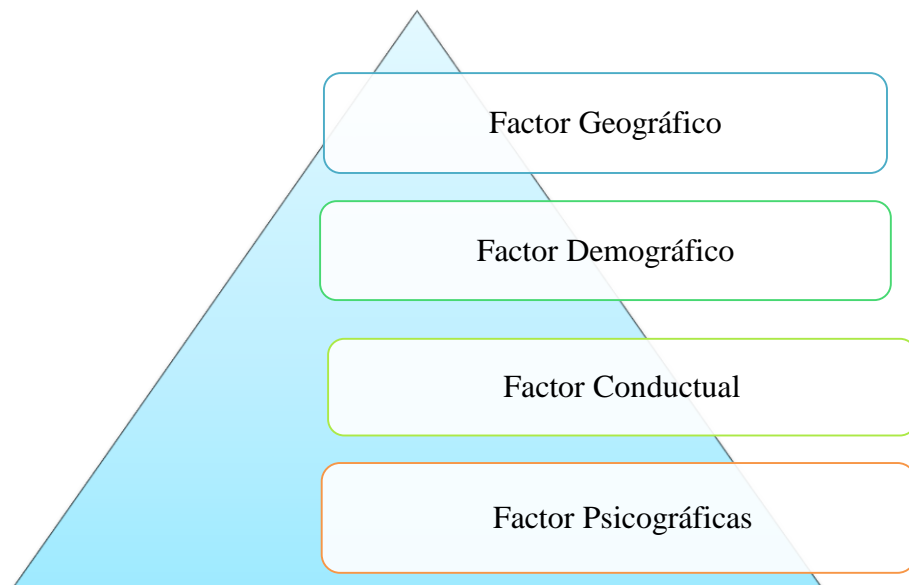 Factor Geográfico
Factor Demográfico
Factor Conductual
Factor Psicográficas